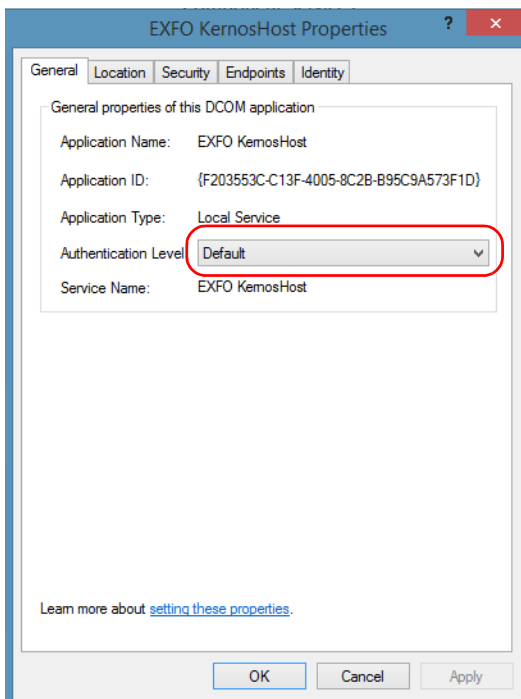 EXFO KernosHost Properties
?
×
General
Location
Security
Endpoints
Identity
General properties of this DCOM application
Application Name: EXFO KernosHost
Application ID: {F203553C-C13F-4005-8C2B-B95C9A573F1D}
Application Type: Local Service
Authentication Level Default
Service Name: EXFO KernosHost
Learn more about setting these properties.
OK
Cancel
Apply